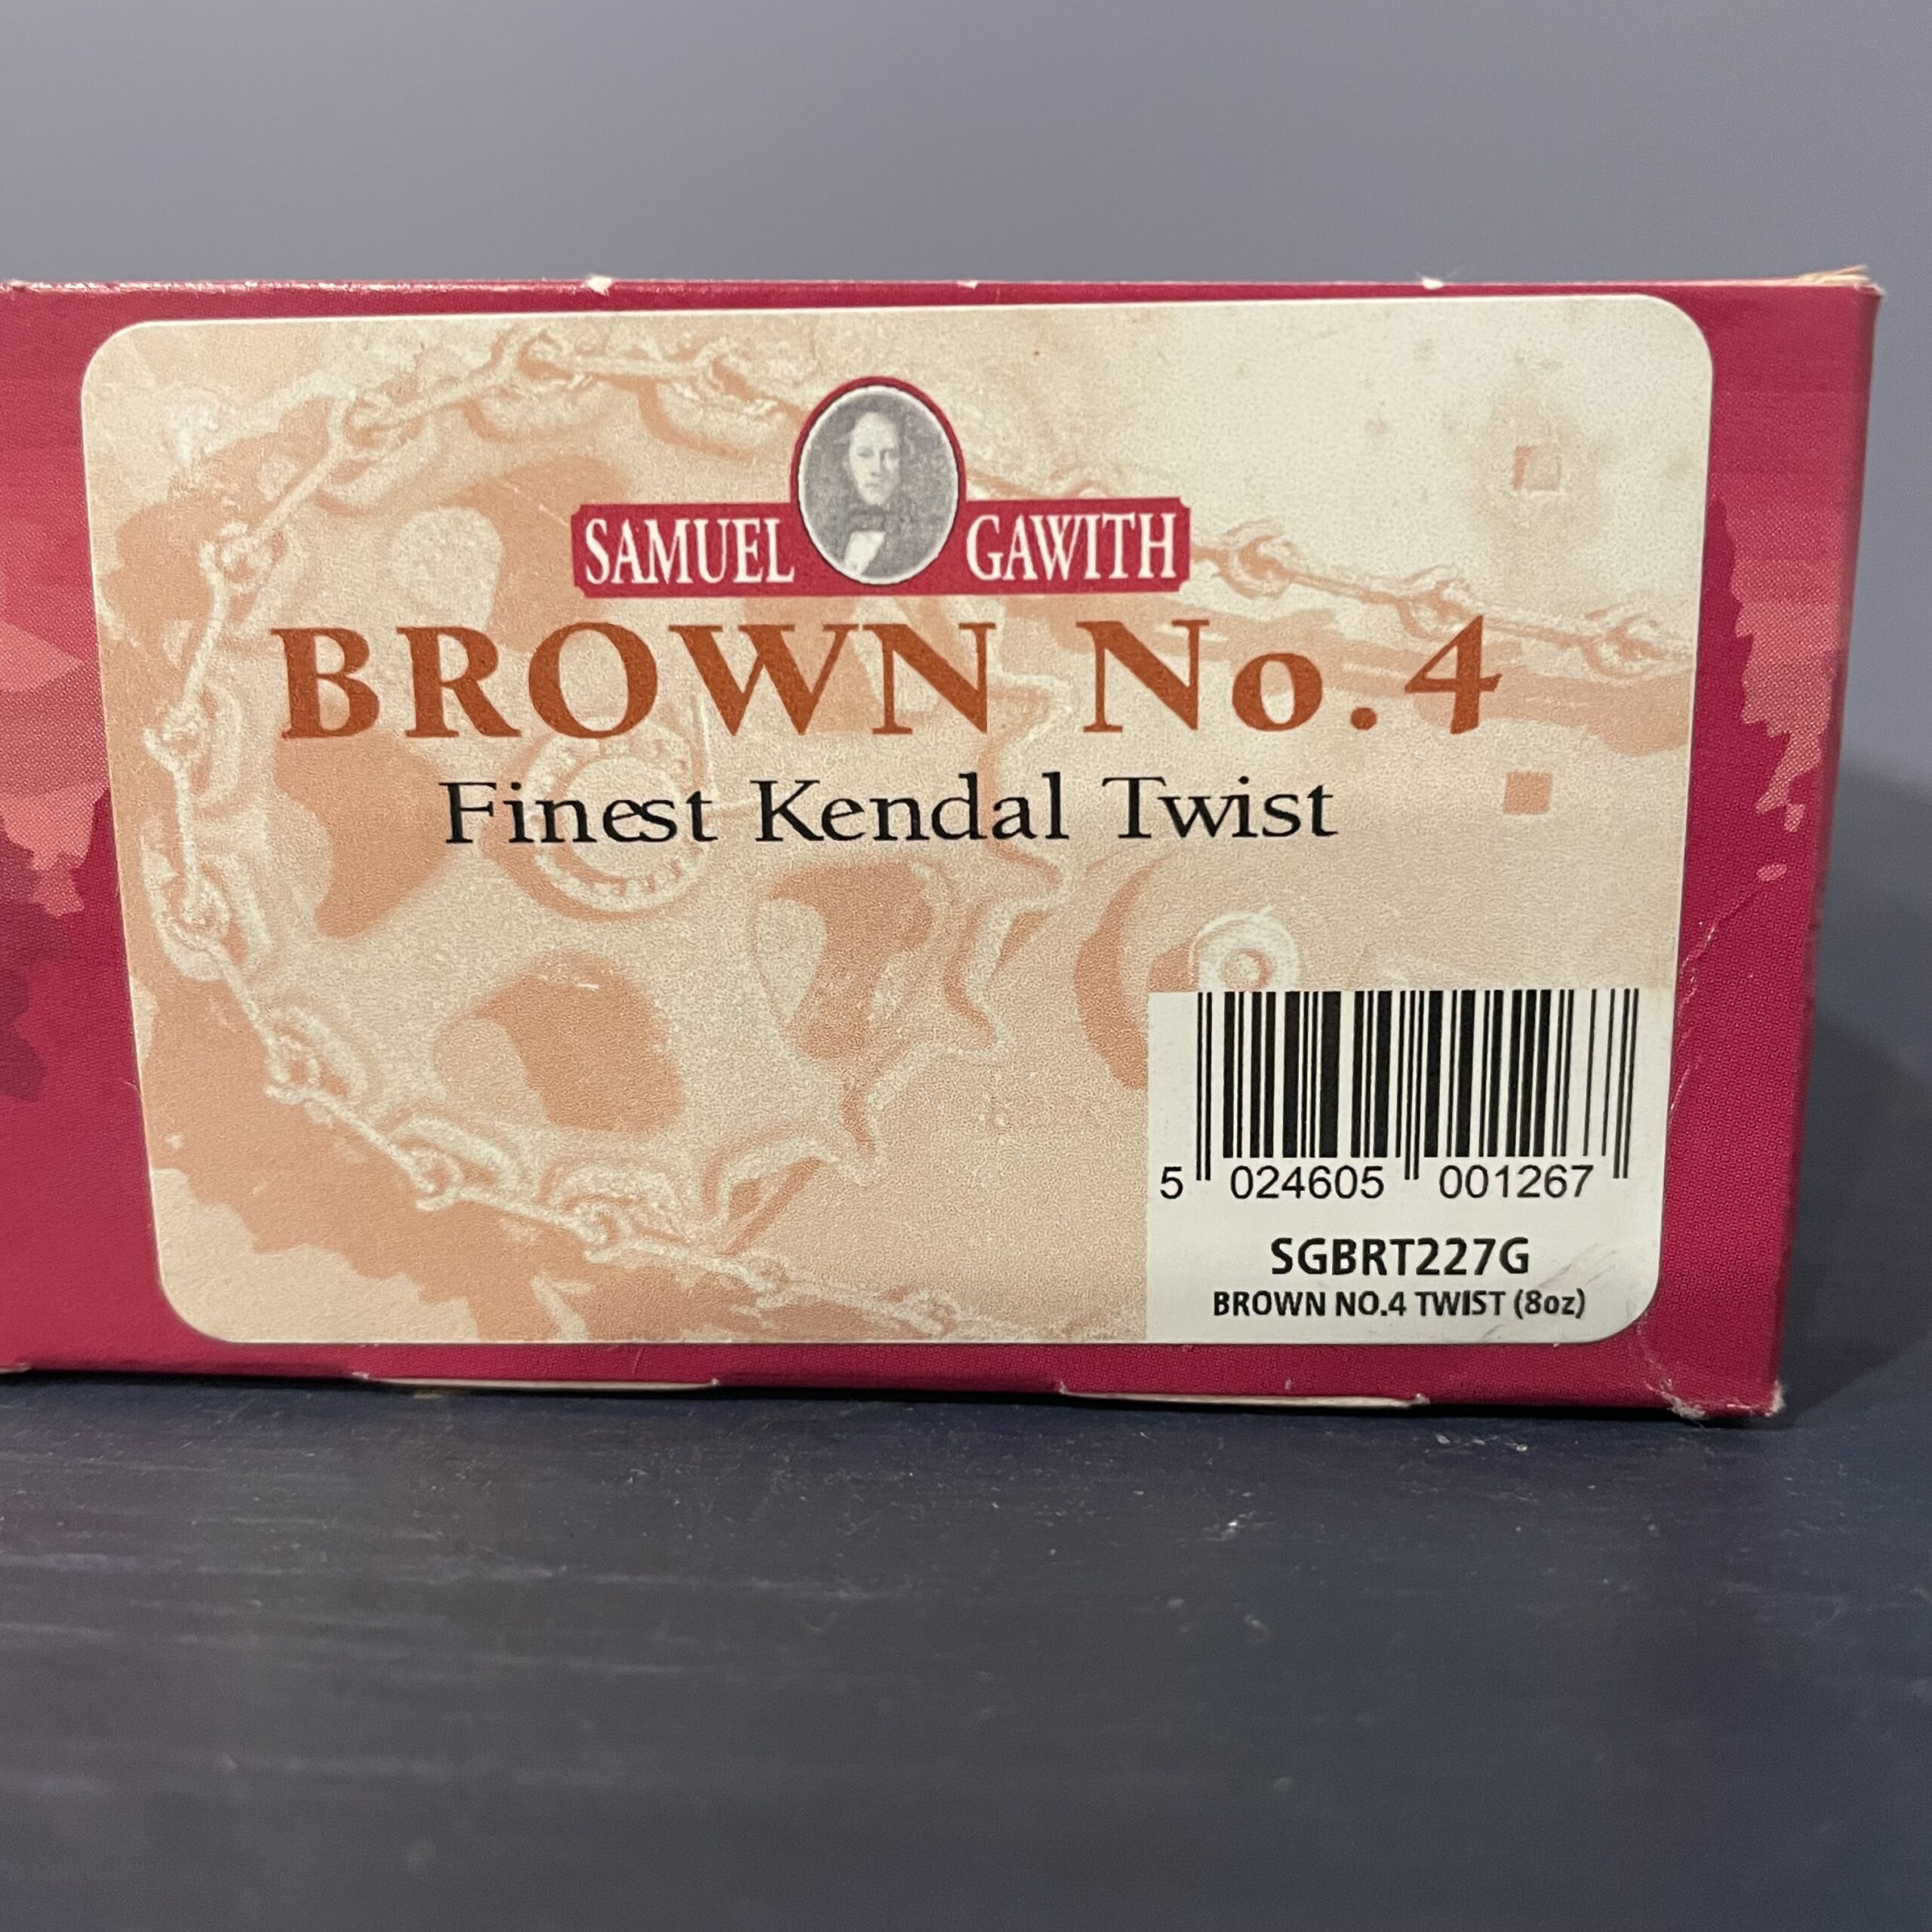 SAMUEL GAWITH
BROWN No.4
Finest Kendal Twist
5 024605 001267
SGBRT227G
BROWN NO.4 TWIST (8oz)